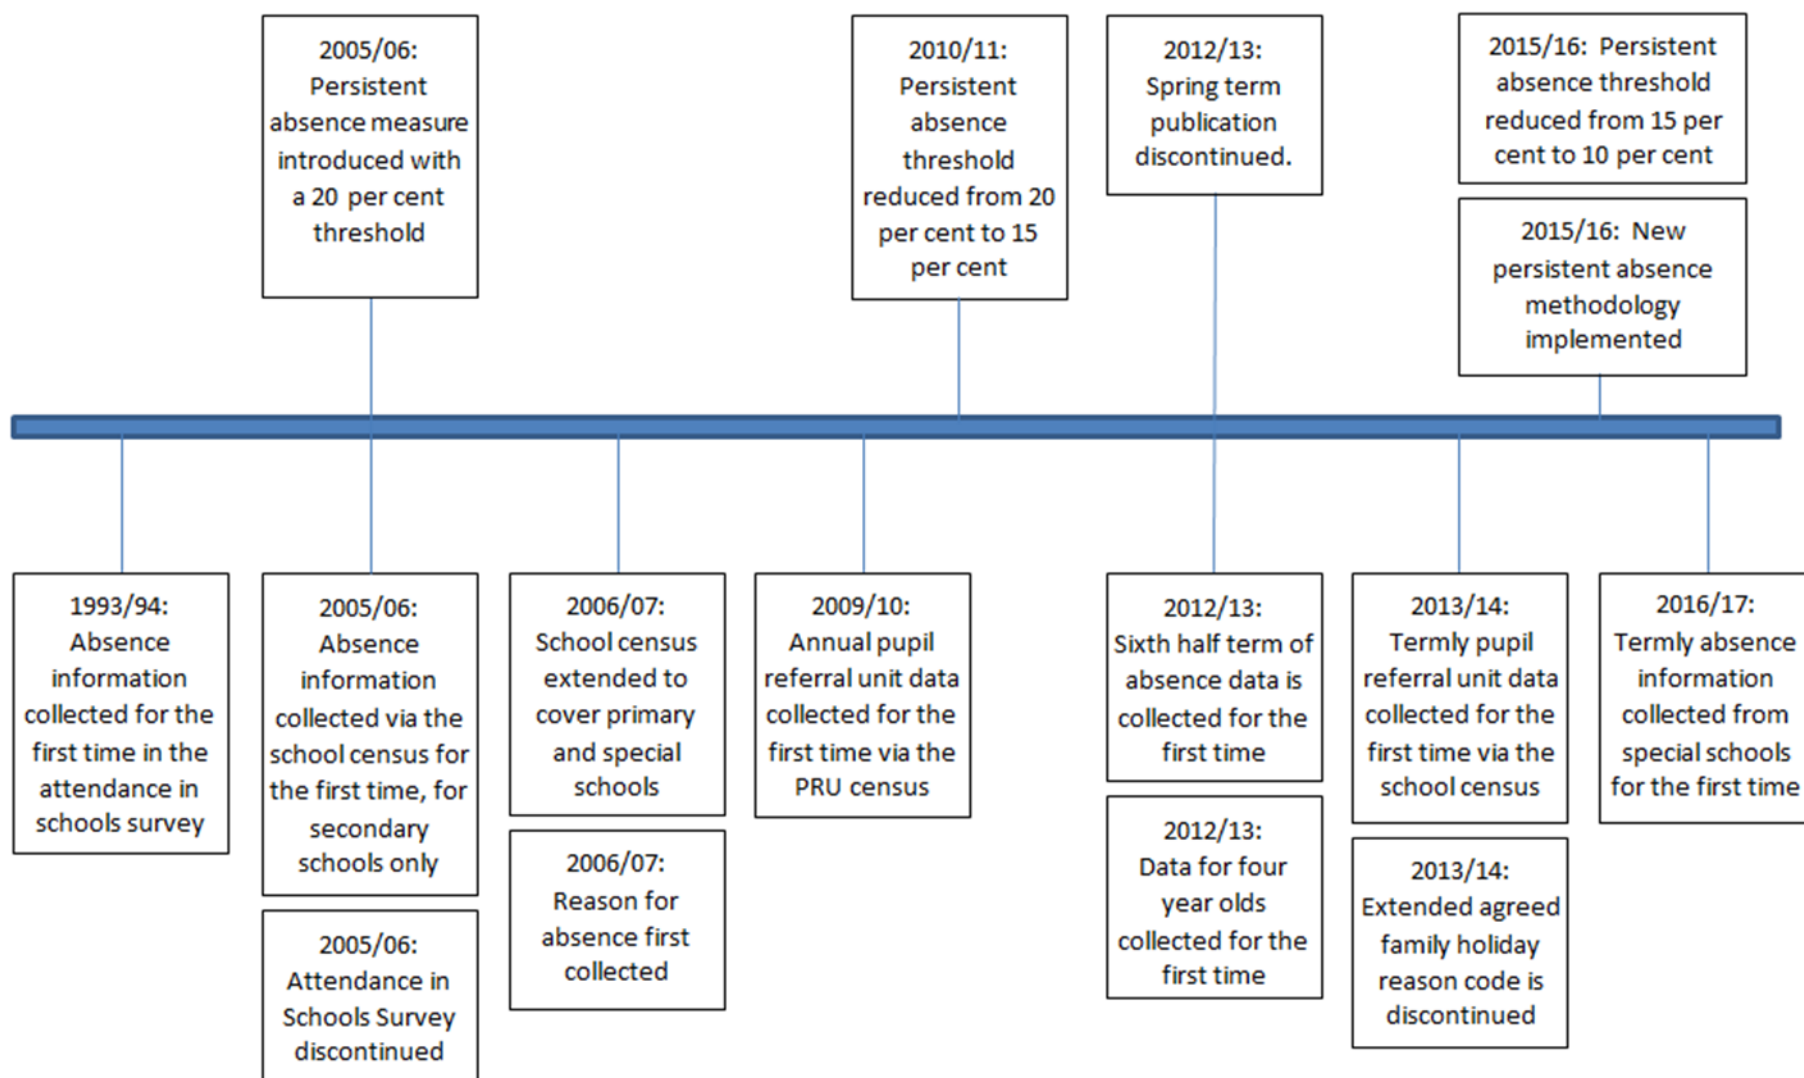 2005/06:
Persistent
absence measure
introduced with
a 20 per cent
threshold
2010/11:
Persistent
absence
threshold
reduced from 20
per cent to 15
per cent
2012/13:
Spring term
publication
discontinued.
2015/16: Persistent
absence threshold
reduced from 15 per
cent to 10 per cent
2015/16: New
persistent absence
methodology
implemented
1993/94:
Absence
information
collected for the
first time in the
attendance in
schools survey
2005/06:
Absence
information
collected via the
school census for
the first time, for
secondary
schools only
2005/06:
Attendance in
Schools Survey
discontinued
2006/07:
School census
extended to
cover primary
and special
schools
2006/07:
Reason for
absence first
collected
2009/10:
Annual pupil
referral unit data
collected for the
first time via the
PRU census
2012/13:
Sixth half term of
absence data is
collected for the
first time
2012/13:
Data for four
year olds
collected for the
first time
2013/14:
Termly pupil
referral unit data
collected for the
first time via the
school census
2013/14:
Extended agreed
family holiday
reason code is
discontinued
2016/17:
Termly absence
information
collected from
special schools
for the first time